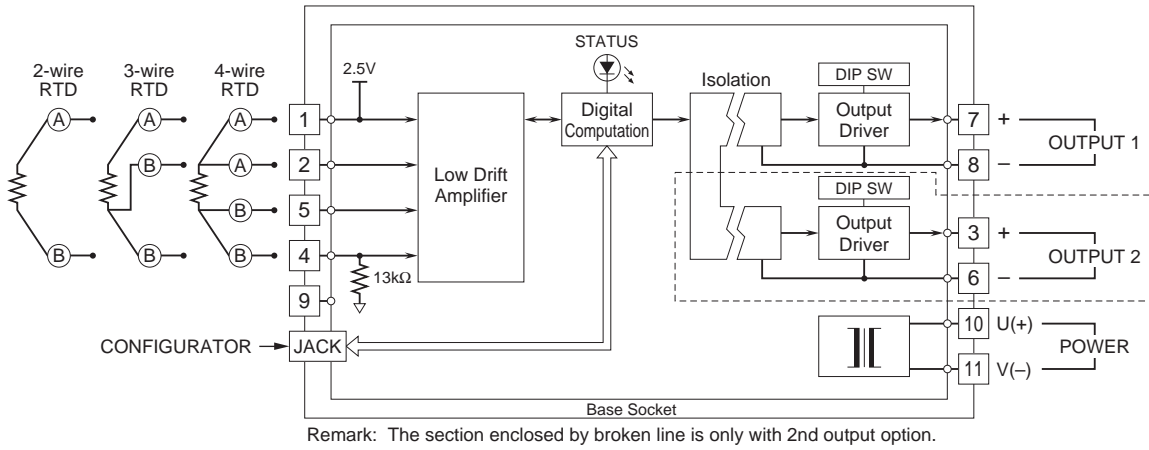 2-wire RTD
3-wire RTD
4-wire RTD
A
A
A
B
A
B
B
B
B
1
2
5
4
9
JACK
CONFIGURATOR
2.5V
13kΩ
Low Drift Amplifier
STATUS
Digital Computation
Isolation
DIP SW
Output Driver
7 +
8 –
OUTPUT 1
DIP SW
Output Driver
3 +
6 –
OUTPUT 2
10 U(+)
11 V(–)
POWER
Base Socket
Remark: The section enclosed by broken line is only with 2nd output option.